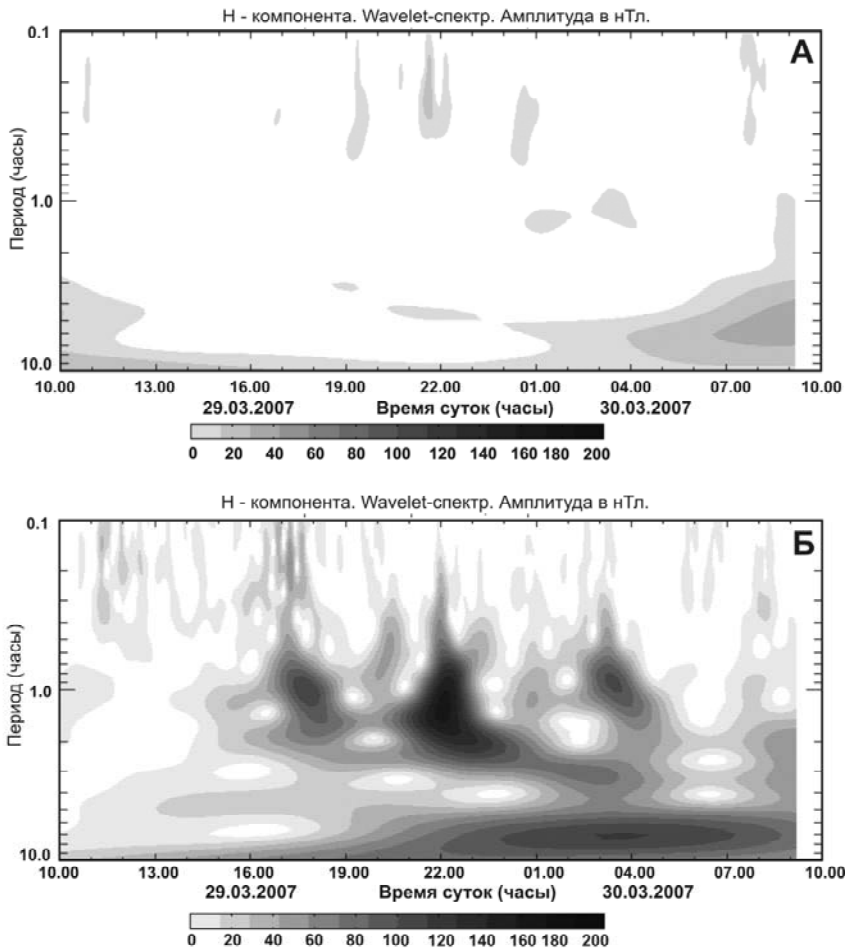 Н - компонента. Wavelet-спектр. Амплитуда в нТл.
0.1
А
Период (часы)
1.0
10.0
10.00 13.00 16.00 19.00 22.00 01.00 04.00 07.00 10.00
29.03.2007 Время суток (часы) 30.03.2007
0 20 40 60 80 100 120 140 160 180 200
Н - компонента. Wavelet-спектр. Амплитуда в нТл.
0.1
Б
Период (часы)
1.0
10.0
10.00 13.00 16.00 19.00 22.00 01.00 04.00 07.00 10.00
29.03.2007 Время суток (часы) 30.03.2007
0 20 40 60 80 100 120 140 160 180 200